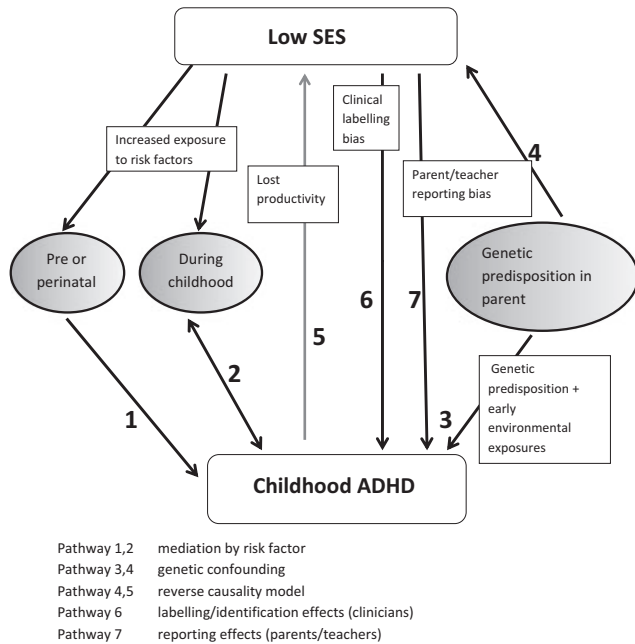 Low SES
Increased exposure
to risk factors
Clinical
labelling
bias
4
Lost
productivity
Parent/teacher
reporting bias
Pre or
perinatal
During
childhood
Genetic
predisposition in
parent
6
7
5
2
1
3
Genetic
predisposition +
early
environmental
exposures
Childhood ADHD
Pathway 1,2 mediation by risk factor
Pathway 3,4 genetic confounding
Pathway 4,5 reverse causality model
Pathway 6 labelling/identification effects (clinicians)
Pathway 7 reporting effects (parents/teachers)